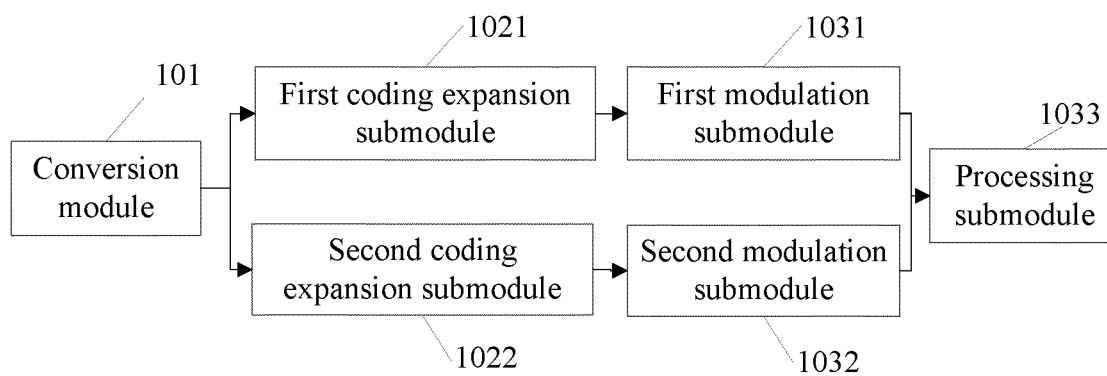 1021
1031
101
First coding expansion
submodule
First modulation
submodule
1033
Conversion
module
Processing
submodule
Second coding
expansion submodule
Second modulation
submodule
1022
1032